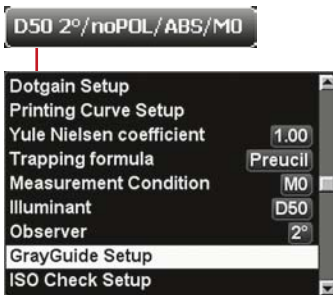 D50 2°/noPOL/ABS/M0
Dotgain Setup
Printing Curve Setup
Yule Nielsen coefficient 1.00
Trapping formula Preucil
Measurement Condition M0
Illuminant D50
Observer 2°
GrayGuide Setup
ISO Check Setup